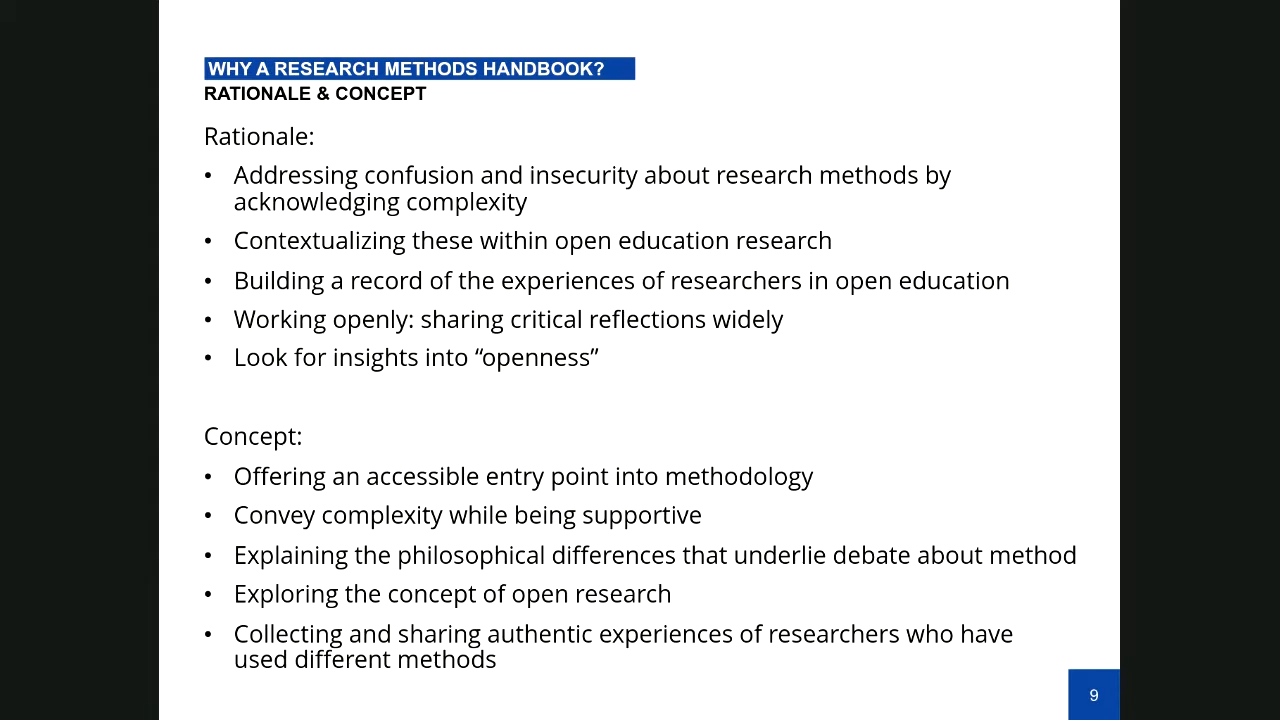 WHY A RESEARCH METHODS HANDBOOK?
RATIONALE & CONCEPT
Rationale:
• Addressing confusion and insecurity about research methods by
acknowledging complexity
• Contextualizing these within open education research
• Building a record of the experiences of researchers in open education
• Working openly: sharing critical reflections widely
• Look for insights into “openness”
Concept:
• Offering an accessible entry point into methodology
• Convey complexity while being supportive
• Explaining the philosophical differences that underlie debate about method
• Exploring the concept of open research
• Collecting and sharing authentic experiences of researchers who have
used different methods
9